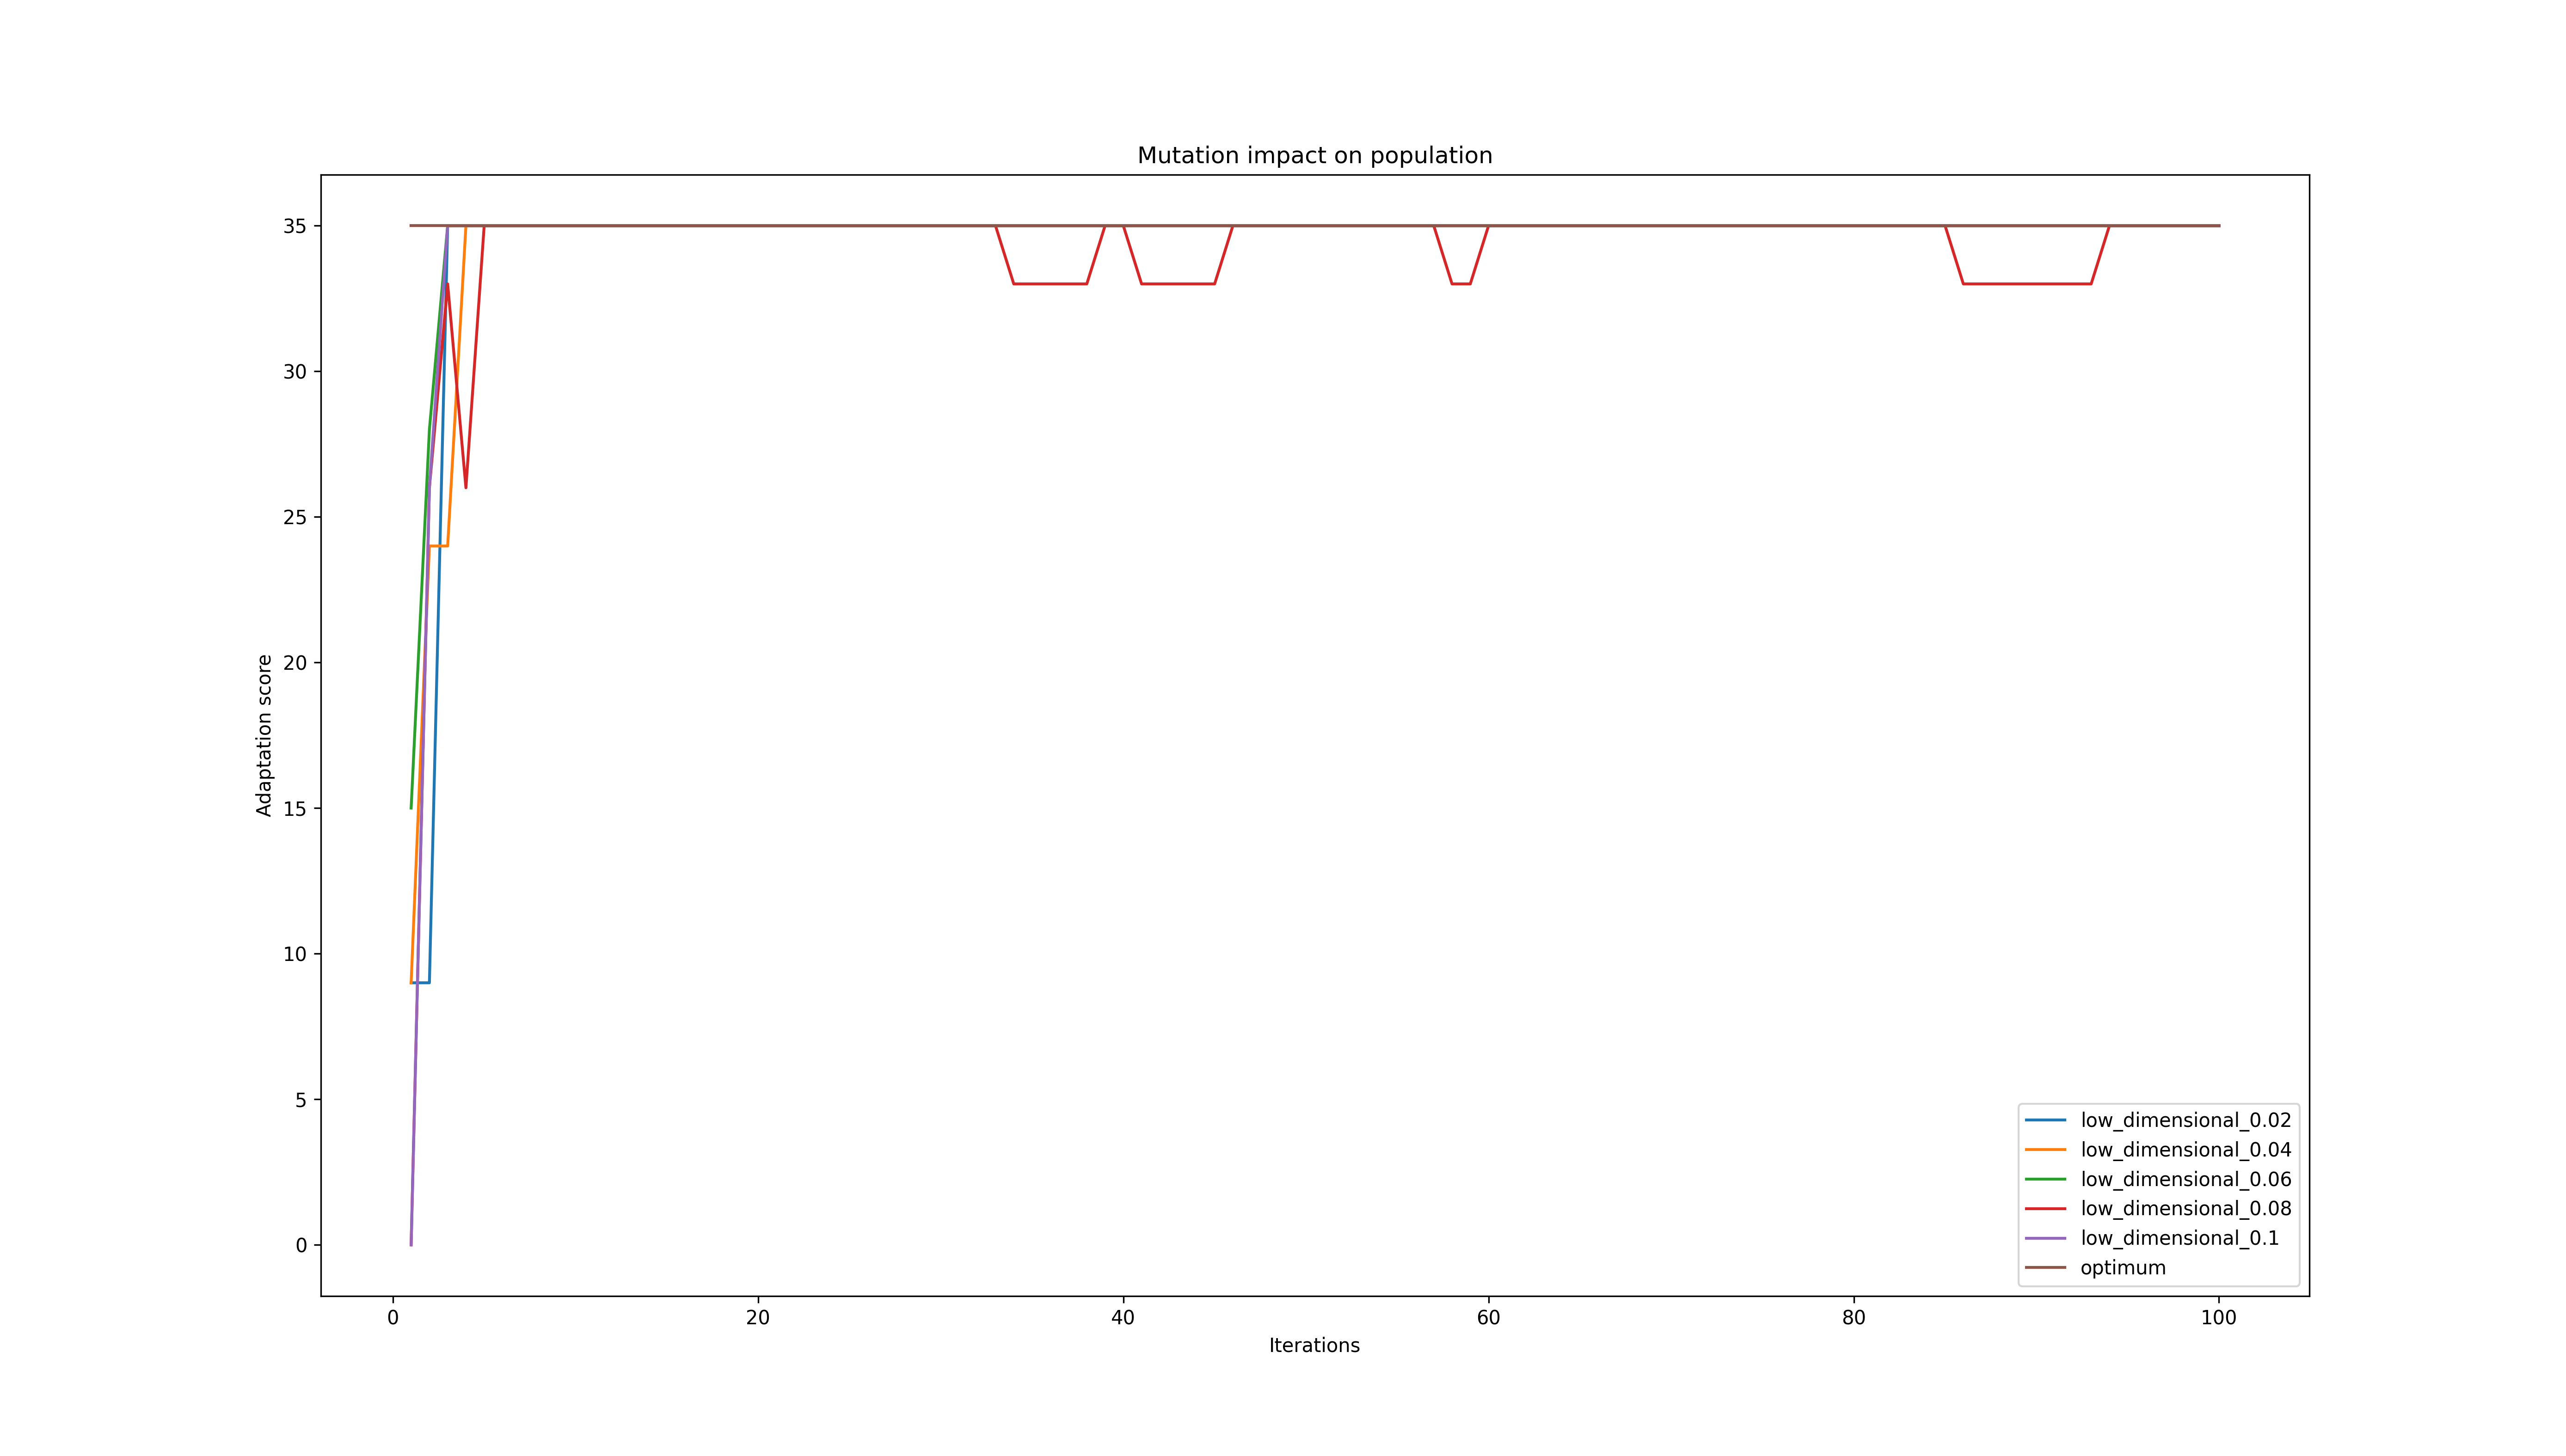 Mutation impact on population
35
30
25
20
15
10
5
0
Adaptation score
0 20 40 60 80 100
Iterations
low_dimensional_0.02
low_dimensional_0.04
low_dimensional_0.06
low_dimensional_0.08
low_dimensional_0.1
optimum